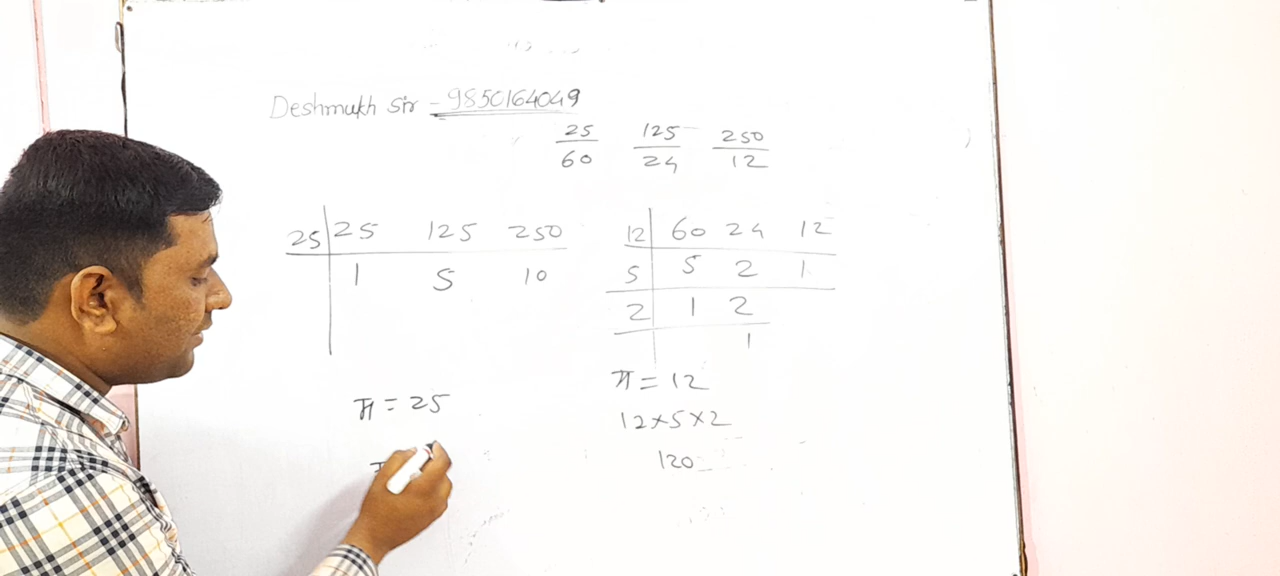 Deshmukh Sir - 9850164049
25/60 125/24 250/12
25 | 25 125 250
1 5 10
12 | 60 24 12
5 | 5 2 1
2 | 1 2
1
= 25
= 12
12×5×2
120